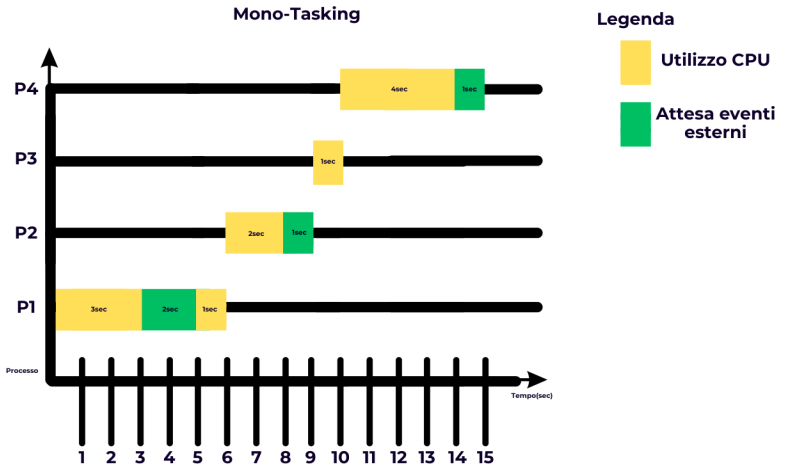 Mono-Tasking
Legenda
Utilizzo CPU
Attesa eventi
esterni
P4
4sec
1sec
P3
1sec
P2
2sec
1sec
P1
3sec
2sec
1sec
Processo
Tempo(sec)
1 2 3 4 5 6 7 8 9 10 11 12 13 14 15